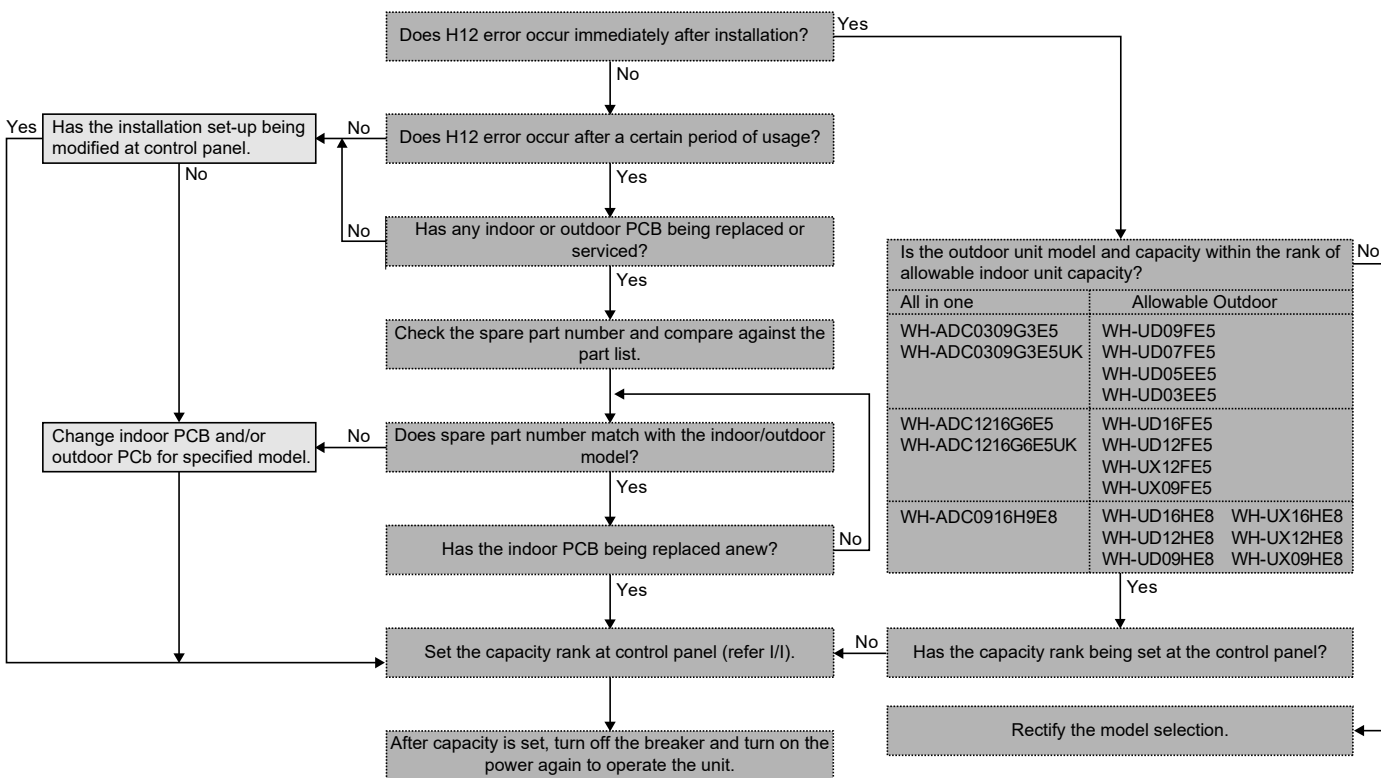 Does H12 error occur immediately after installation?
Yes
No
Yes
Has the installation set-up being
modified at control panel.
No
Does H12 error occur after a certain period of usage?
No
Yes
No
Has any indoor or outdoor PCB being replaced or
serviced?
Yes
Is the outdoor unit model and capacity within the rank of
allowable indoor unit capacity?
No
All in one
Allowable Outdoor
WH-ADC0309G3E5
WH-ADC0309G3E5UK
WH-UD09FE5
WH-UD07FE5
WH-UD05EE5
WH-UD03EE5
WH-ADC1216G6E5
WH-ADC1216G6E5UK
WH-UD16FE5
WH-UD12FE5
WH-UX12FE5
WH-UX09FE5
WH-ADC0916H9E8
WH-UD16HE8 WH-UX16HE8
WH-UD12HE8 WH-UX12HE8
WH-UD09HE8 WH-UX09HE8
Yes
Check the spare part number and compare against the
part list.
Change indoor PCB and/or
outdoor PCb for specified model.
No
Does spare part number match with the indoor/outdoor
model?
Yes
Has the indoor PCB being replaced anew?
No
Yes
Set the capacity rank at control panel (refer I/I).
No
Has the capacity rank being set at the control panel?
After capacity is set, turn off the breaker and turn on the
power again to operate the unit.
Rectify the model selection.